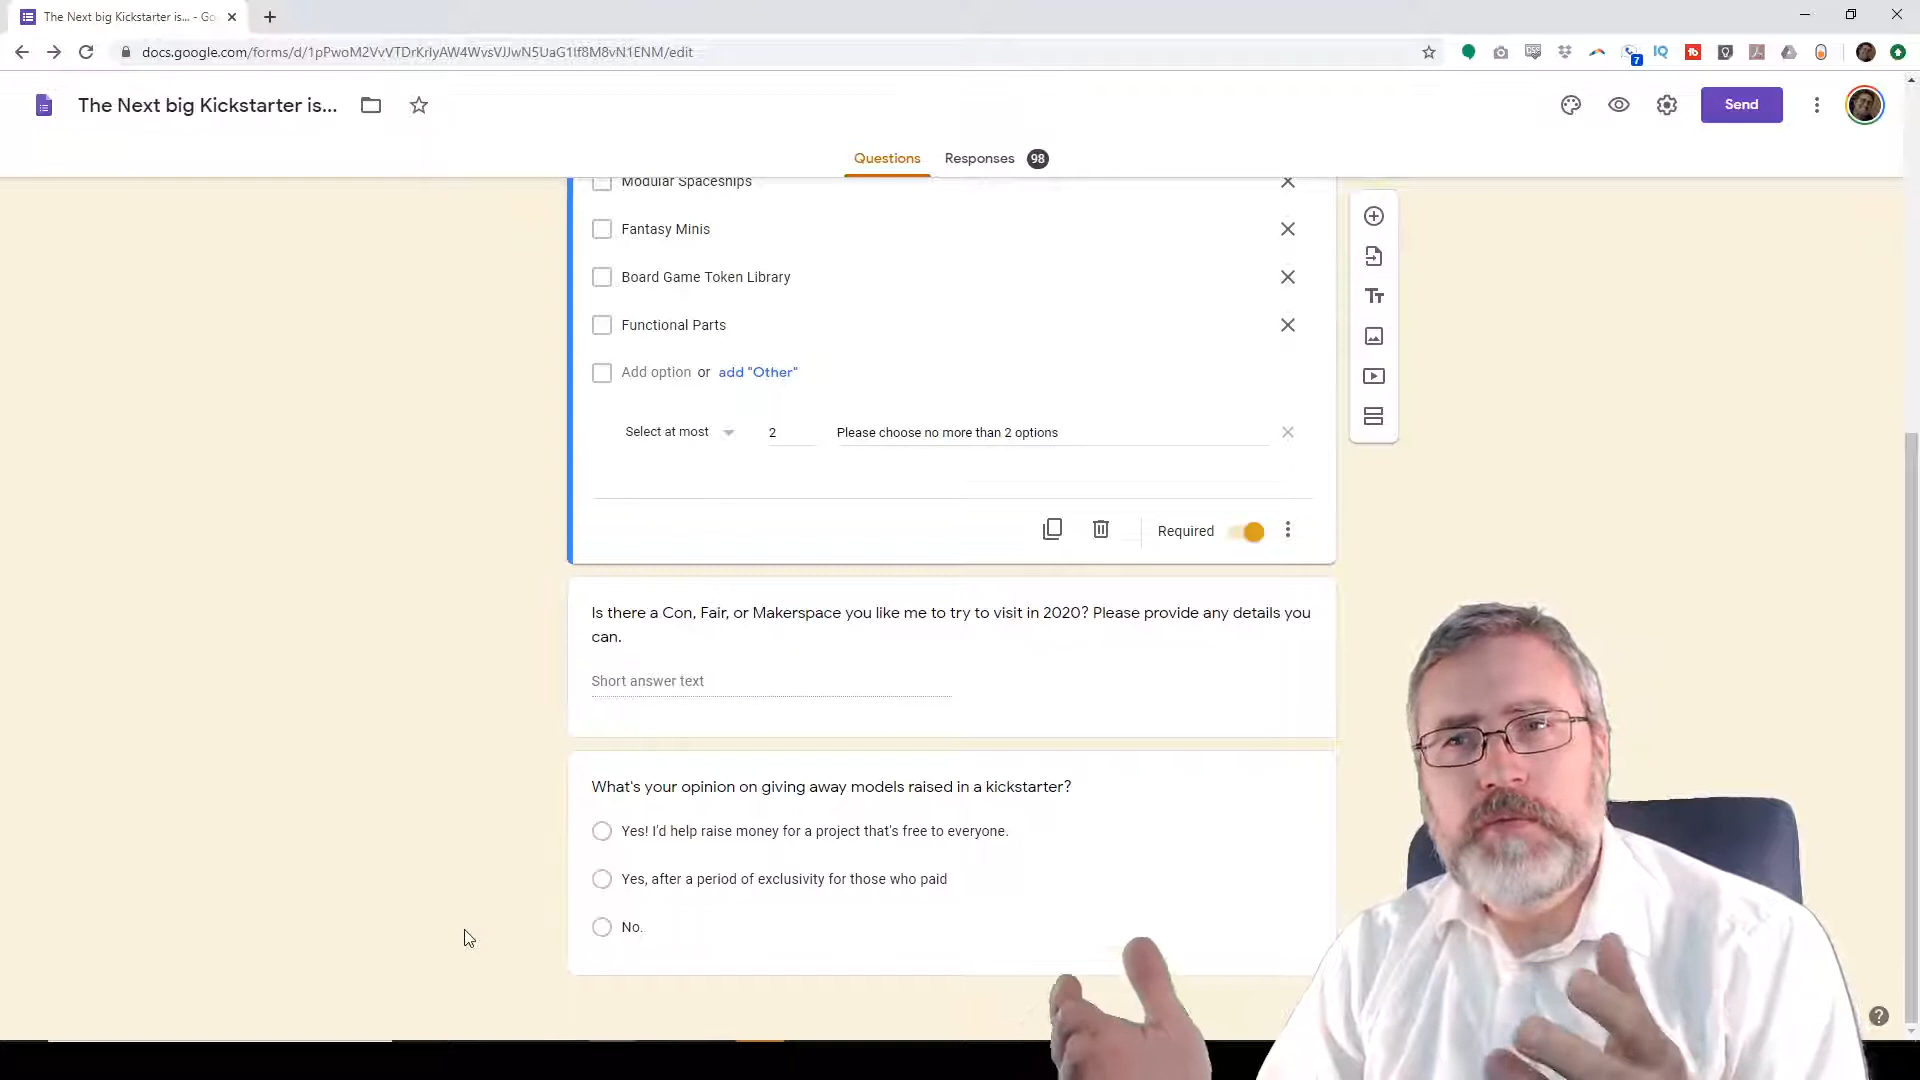 The Next big Kickstarter is... - Go
docs.google.com/forms/d/1pPwoM2VvVTDrKrlyAW4WvsVJJwN5UaG1lf8M8vN1ENM/edit
7
The Next big Kickstarter is...
Send
Questions
Responses 98
Modular Spaceships
Fantasy Minis
Board Game Token Library
Functional Parts
Add option or add "Other"
Select at most 2 Please choose no more than 2 options
Required
Is there a Con, Fair, or Makerspace you like me to try to visit in 2020? Please provide any details you
can.
Short answer text
What's your opinion on giving away models raised in a kickstarter?
Yes! I'd help raise money for a project that's free to everyone.
Yes, after a period of exclusivity for those who paid
No.